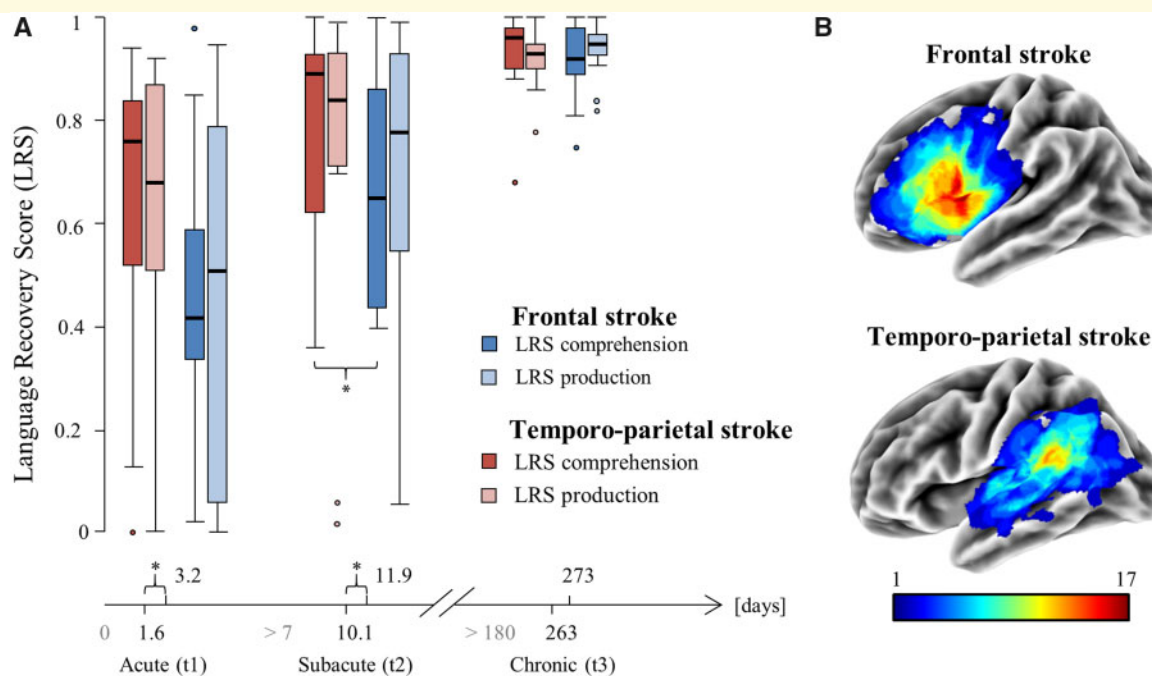 A
Language Recovery Score (LRS)
1
0.8
0.6
0.4
0.2
0
*
Frontal stroke
LRS comprehension
LRS production
Temporo-parietal stroke
LRS comprehension
LRS production
* 3.2
* 11.9
273
[days]
0 1.6
> 7 10.1
> 180 263
Acute (t1)
Subacute (t2)
Chronic (t3)
B
Frontal stroke
Temporo-parietal stroke
1 17